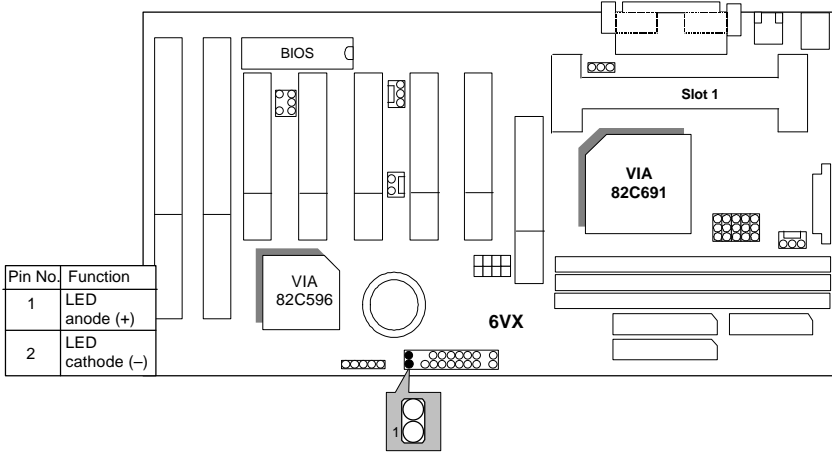 BIOS
Slot 1
VIA
82C691
Pin No. Function
1 LED
anode (+)
2 LED
cathode (–)
VIA
82C596
6VX
1